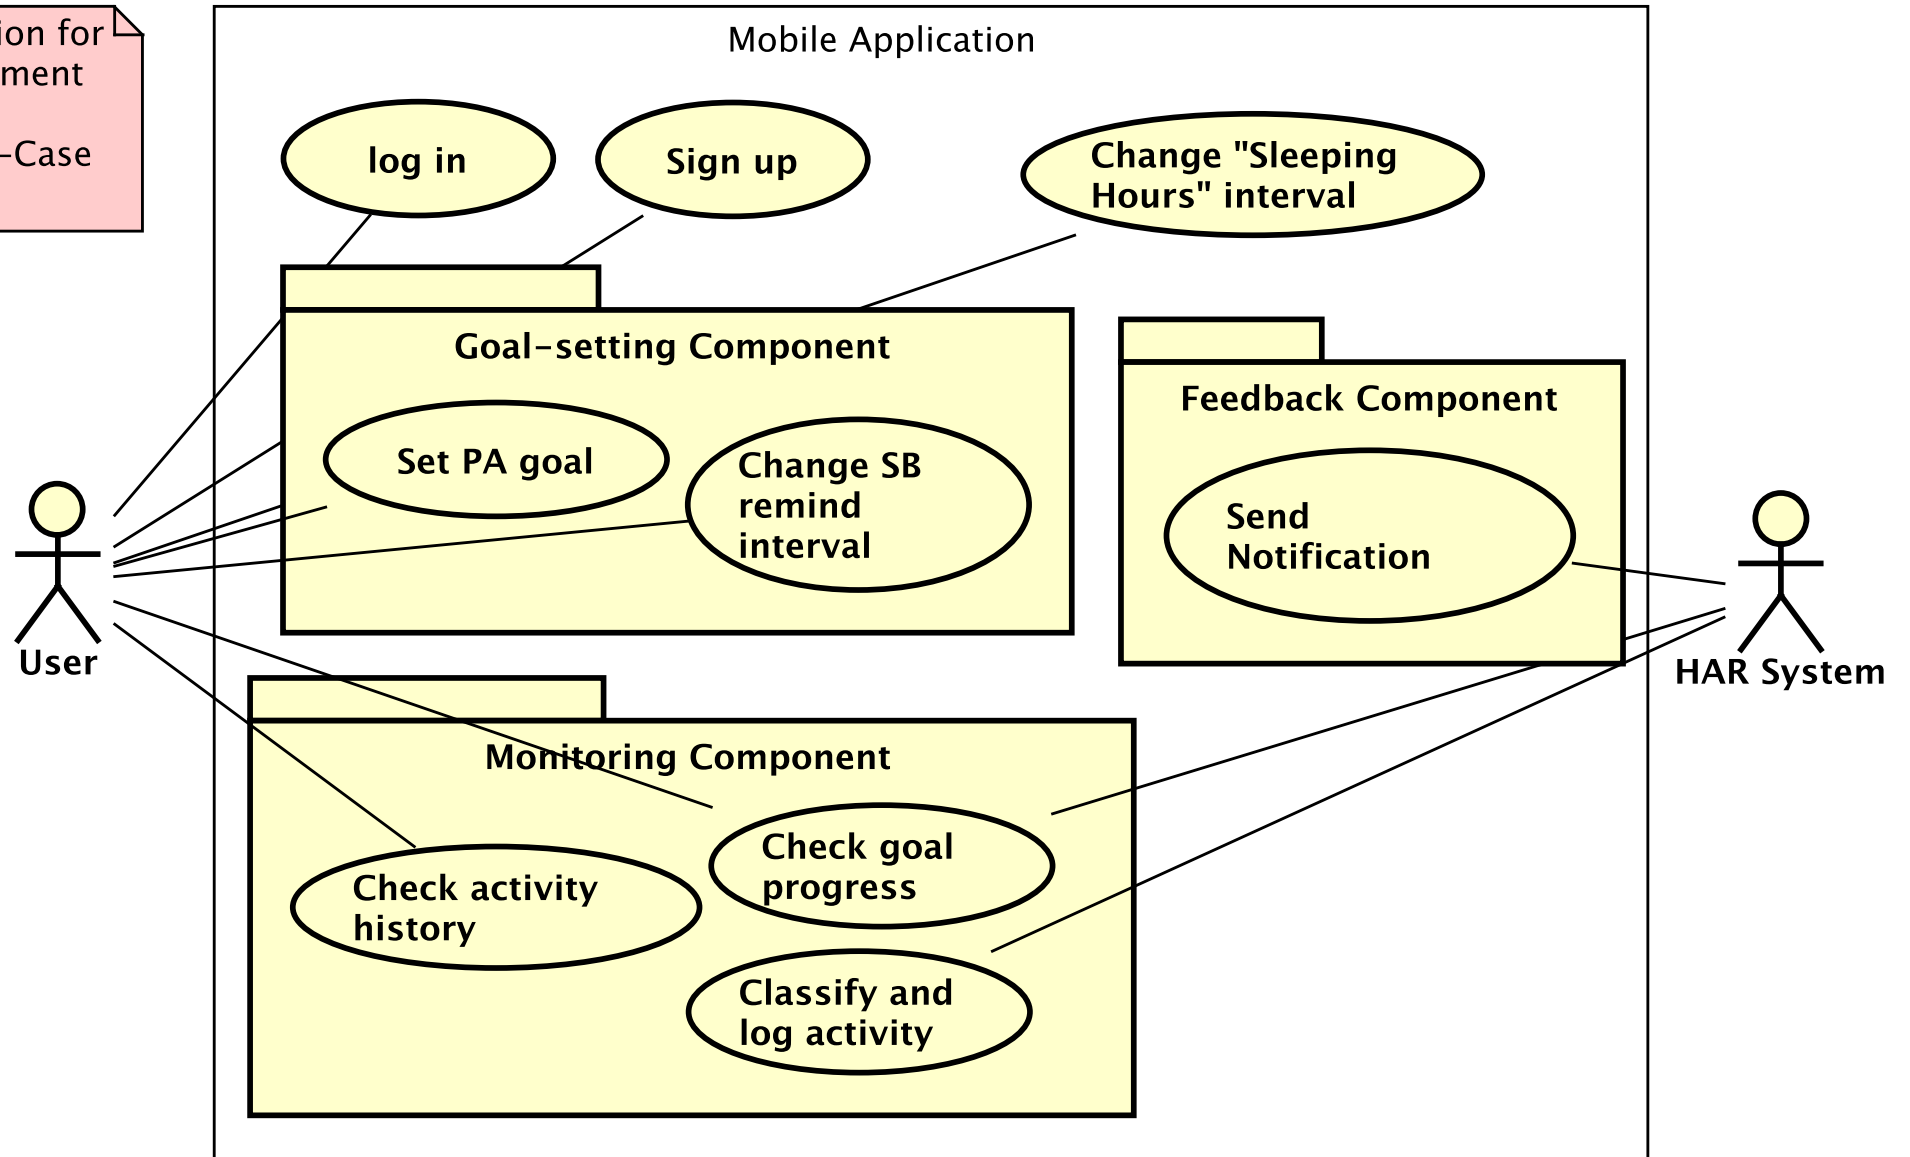 ion for
ment
-Case
Mobile Application
log in
Sign up
Change "Sleeping
Hours" interval
Goal-setting Component
Set PA goal
Change SB
remind
interval
Feedback Component
Send
Notification
User
HAR System
Monitoring Component
Check activity
history
Check goal
progress
Classify and
log activity